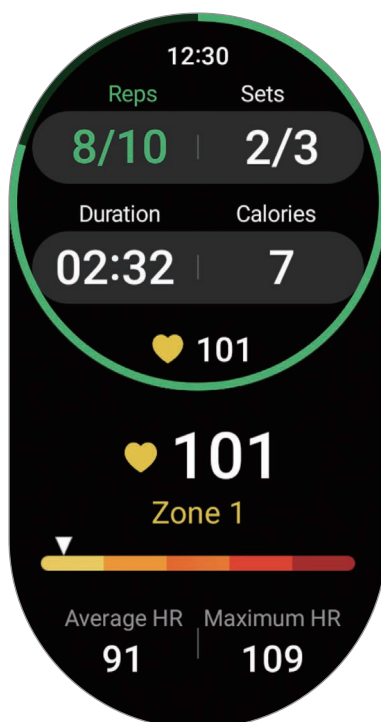 12:30
Reps Sets
8/10 2/3
Duration Calories
02:32 7
101
101
Zone 1
Average HR Maximum HR
91 109